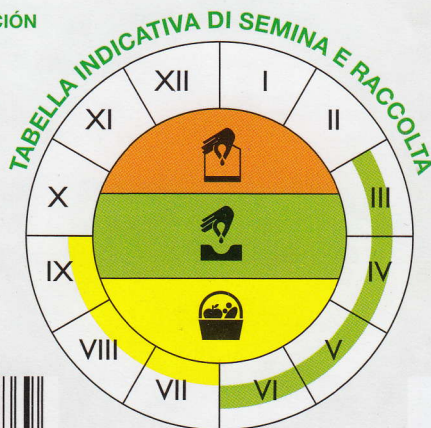 CIÓN
TABELLA INDICATIVA DI SEMINA E RACCOLTA
I
II
III
IV
V
VI
VII
VIII
IX
X
XI
XII